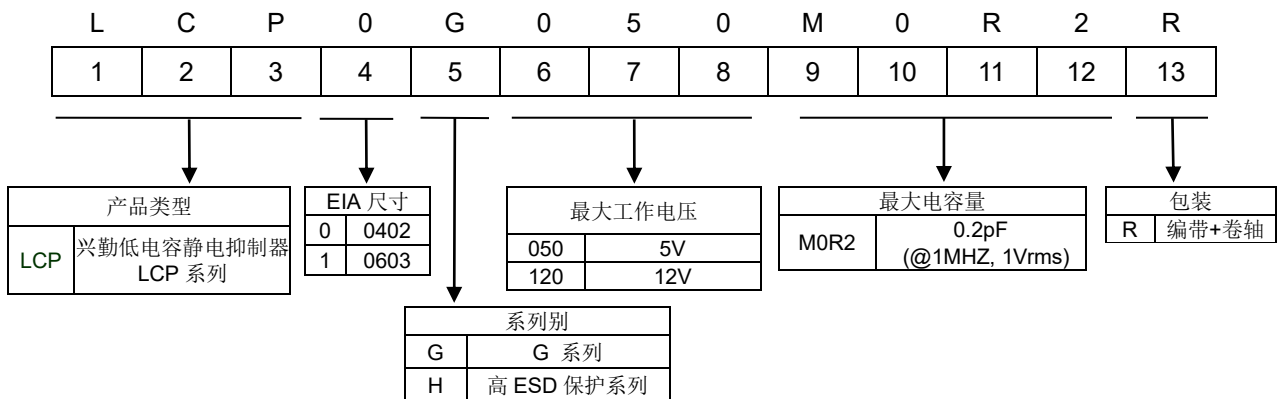 L C P 0 G 0 5 0 M 0 R 2 R
1 2 3 4 5 6 7 8 9 10 11 12 13
产品类型
LCP 兴勤低电容静电抑制器
LCP 系列
EIA 尺寸
0 0402
1 0603
系列别
G G 系列
H 高 ESD 保护系列
最大工作电压
050 5V
120 12V
最大电容量
M0R2 0.2pF
(@1MHZ, 1Vrms)
包装
R 编带+卷轴